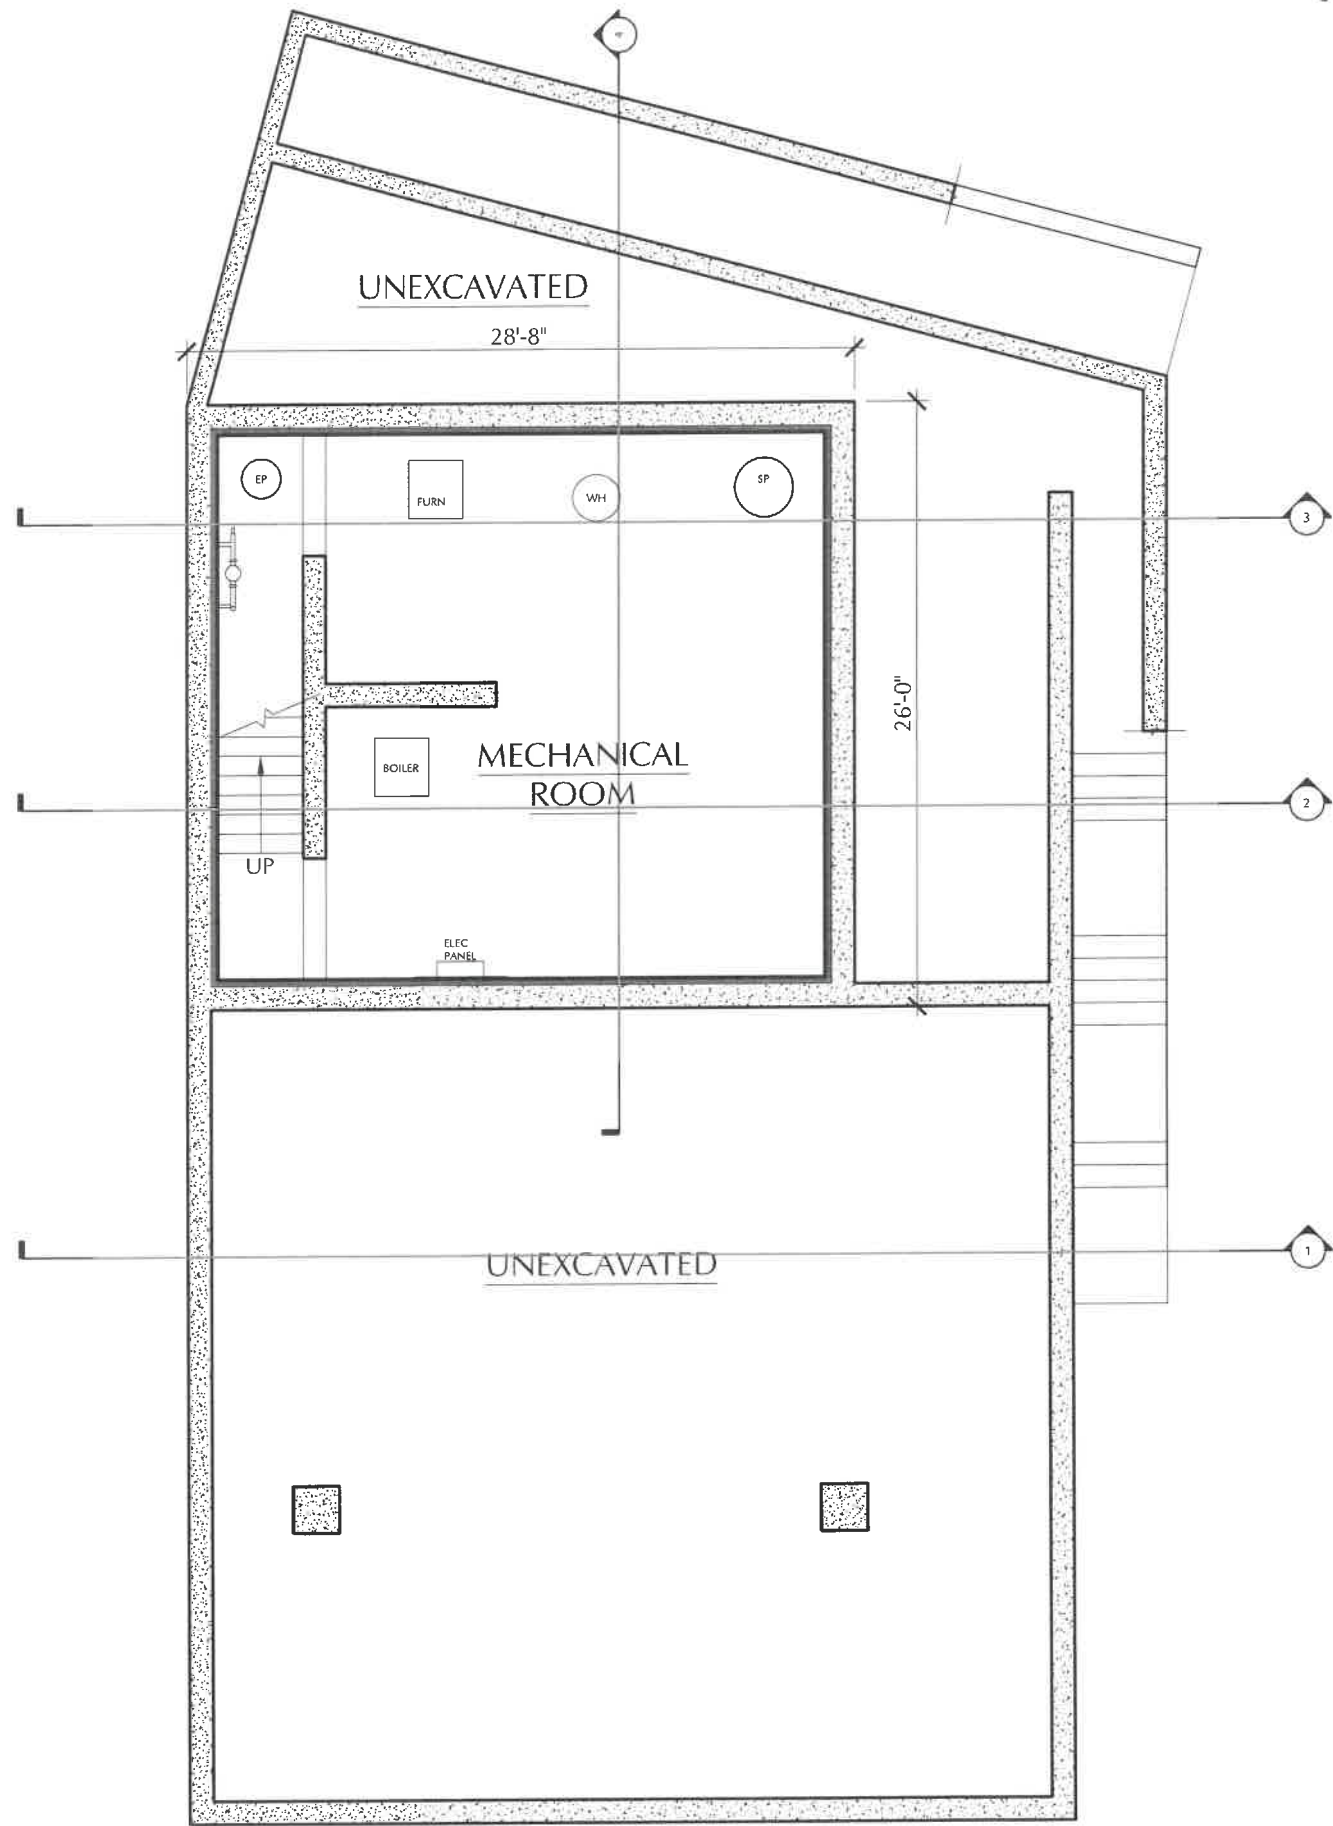 4
UNEXCAVATED
28'-8"
EP
FURN
WH
SP
3
26'-0"
BOILER
MECHANICAL
ROOM
2
UP
ELEC
PANEL
UNEXCAVATED
1